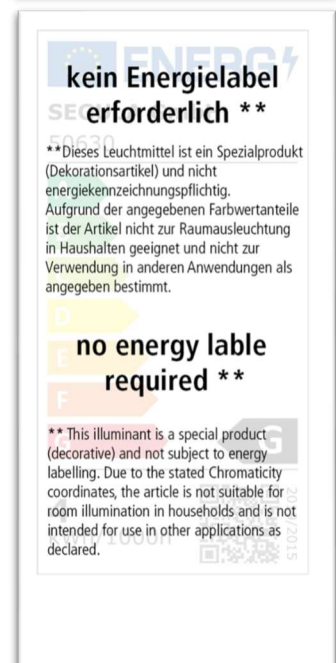 ENERG
kein Energielabel
erforderlich **
50630
**Dieses Leuchtmittel ist ein Spezialprodukt
(Dekorationsartikel) und nicht
energiekennzeichnungspflichtig.
Aufgrund der angegebenen Farbwertanteile
ist der Artikel nicht zur Raumausleuchtung
in Haushalten geeignet und nicht zur
Verwendung in anderen Anwendungen als
angegeben bestimmt.
D
no energy lable
E
required **
F
G
** This illuminant is a special product
(decorative) and not subject to energy
labelling. Due to the stated Chromaticity
coordinates, the article is not suitable for
room illumination in households and is not
intended for use in other applications as
declared.
kWh/1000h